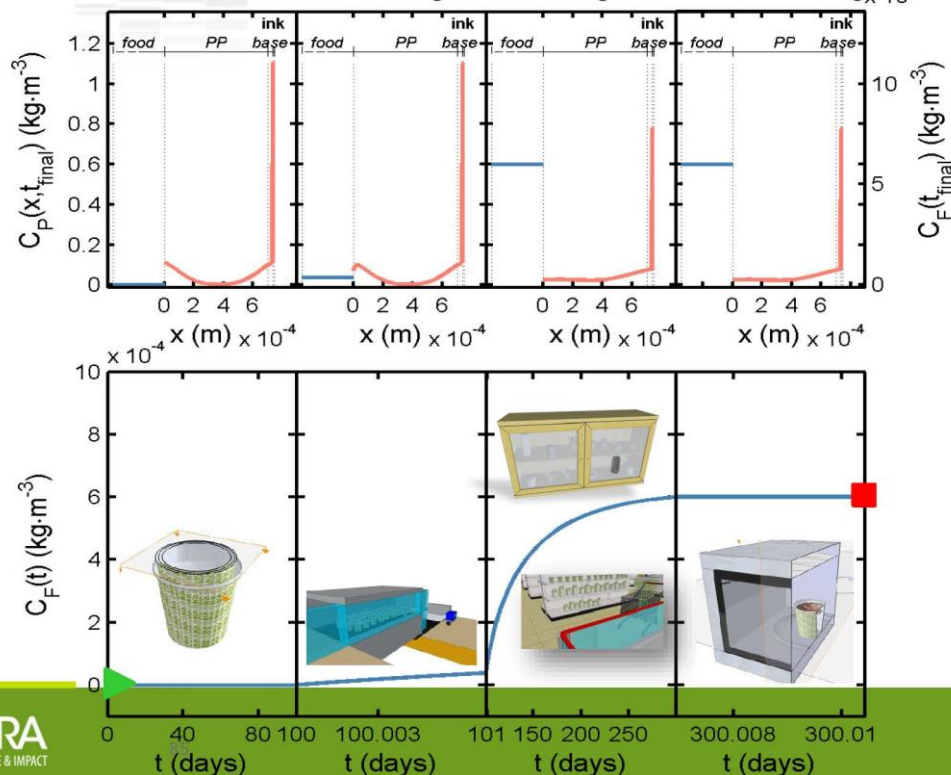 x 10
ink ink ink ink
food PP base food PP base food PP base food PP base
C_P(x,t_final) (kg·m-3)
1.2
1
0.8
0.6
0.4
0.2
0
10
5
0
C_F(t_final) (kg·m-3)
0 2 4 6 0 2 4 6 0 2 4 6 0 2 4 6
x (m) x 10-4 x (m) x 10-4 x (m) x 10-4 x (m) x 10-4
x 10-4
C_F(t) (kg·m-3)
10
8
6
4
2
0
0 40 80 100 100.003 101 150 200 250 300.008 300.01
85
t (days) t (days) t (days) t (days)
RA
E & IMPACT